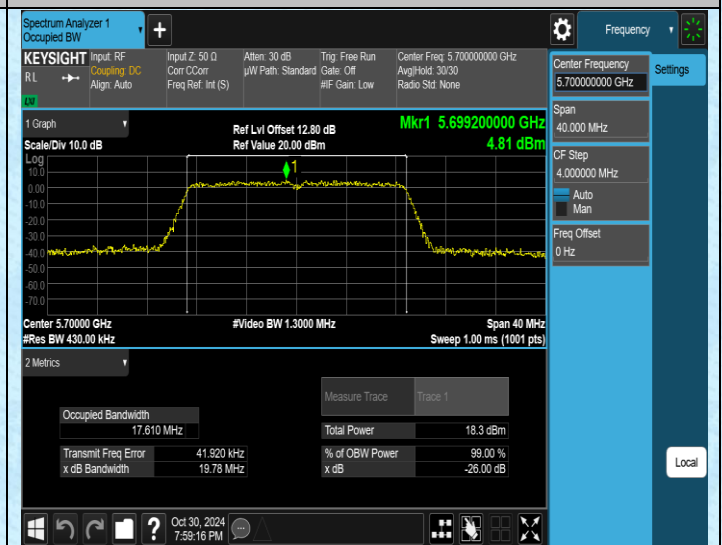 Spectrum Analyzer 1
Occupied BW
Frequency
KEYSIGHT
R L
LXI
Input: RF
Coupling: DC
Align: Auto
Input Z: 50 Ω
Corr CCorr
Freq Ref: Int (S)
Atten: 30 dB
µW Path: Standard
Trig: Free Run
Gate: Off
#IF Gain: Low
Center Freq: 5.700000000 GHz
Avg|Hold: 30/30
Radio Std: None
Center Frequency
5.700000000 GHz
Settings
Span
40.000 MHz
CF Step
4.000000 MHz
Auto
Man
Freq Offset
0 Hz
1 Graph
Scale/Div 10.0 dB
Ref Lvl Offset 12.80 dB
Ref Value 20.00 dBm
Mkr1 5.699200000 GHz
4.81 dBm
Log
10.0
0.00
-10.0
-20.0
-30.0
-40.0
-50.0
-60.0
-70.0
1
Center 5.70000 GHz
#Res BW 430.00 kHz
#Video BW 1.3000 MHz
Span 40 MHz
Sweep 1.00 ms (1001 pts)
2 Metrics
Measure Trace
Trace 1
Occupied Bandwidth
17.610 MHz
Total Power
18.3 dBm
Transmit Freq Error
41.920 kHz
% of OBW Power
99.00 %
x dB Bandwidth
19.78 MHz
x dB
-26.00 dB
Local
?
Oct 30, 2024
7:59:16 PM